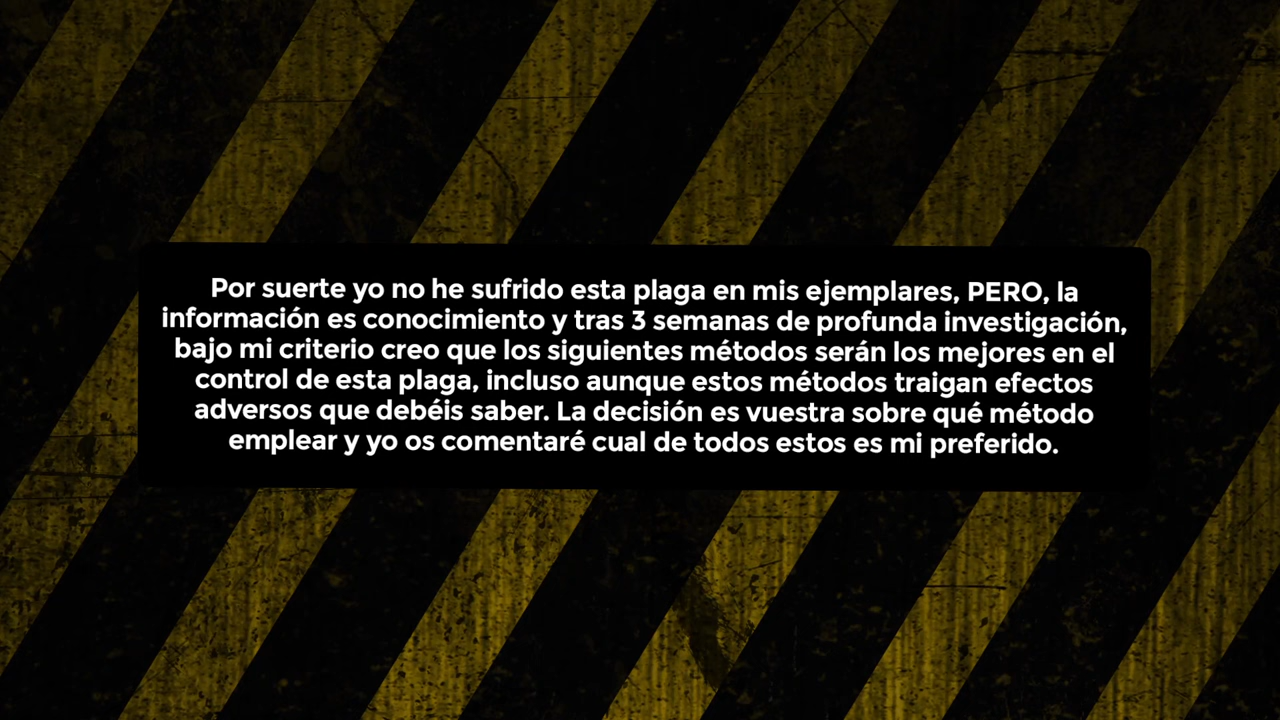 Por suerte yo no he sufrido esta plaga en mis ejemplares, PERO, la
información es conocimiento y tras 3 semanas de profunda investigación,
bajo mi criterio creo que los siguientes métodos serán los mejores en el
control de esta plaga, incluso aunque estos métodos traigan efectos
adversos que debéis saber. La decisión es vuestra sobre qué método
emplear y yo os comentaré cual de todos estos es mi preferido.